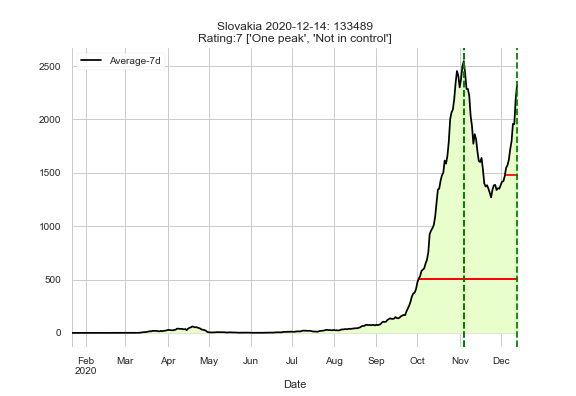 Slovakia 2020-12-14: 133489
Rating:7 ['One peak', 'Not in control']
Average-7d
2500
2000
1500
1000
500
0
Feb Mar Apr May Jun Jul Aug Sep Oct Nov Dec
2020
Date